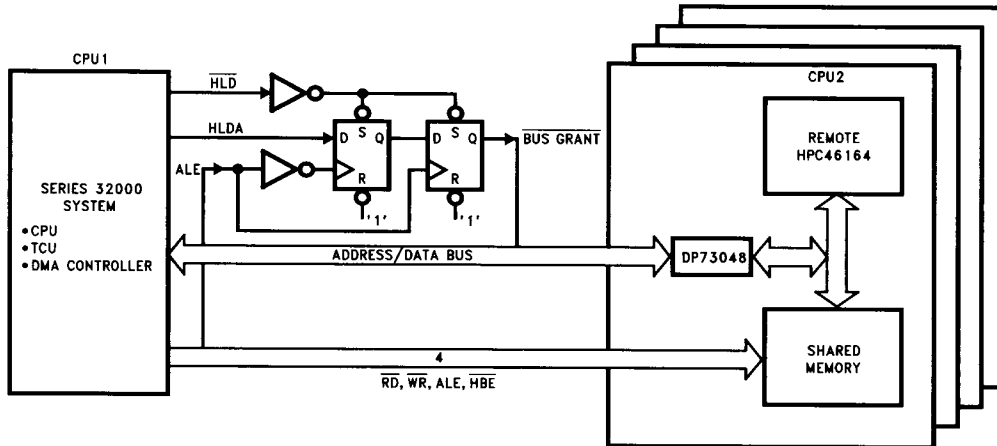 CPU1
SERIES 32000
SYSTEM
•CPU
•TCU
•DMA CONTROLLER
HLD
HLDA
ALE
D S Q
R
'1'
D S Q
R
'1'
BUS GRANT
ADDRESS/DATA BUS
4
RD, WR, ALE, HBE
CPU2
REMOTE
HPC46164
DP73048
SHARED
MEMORY